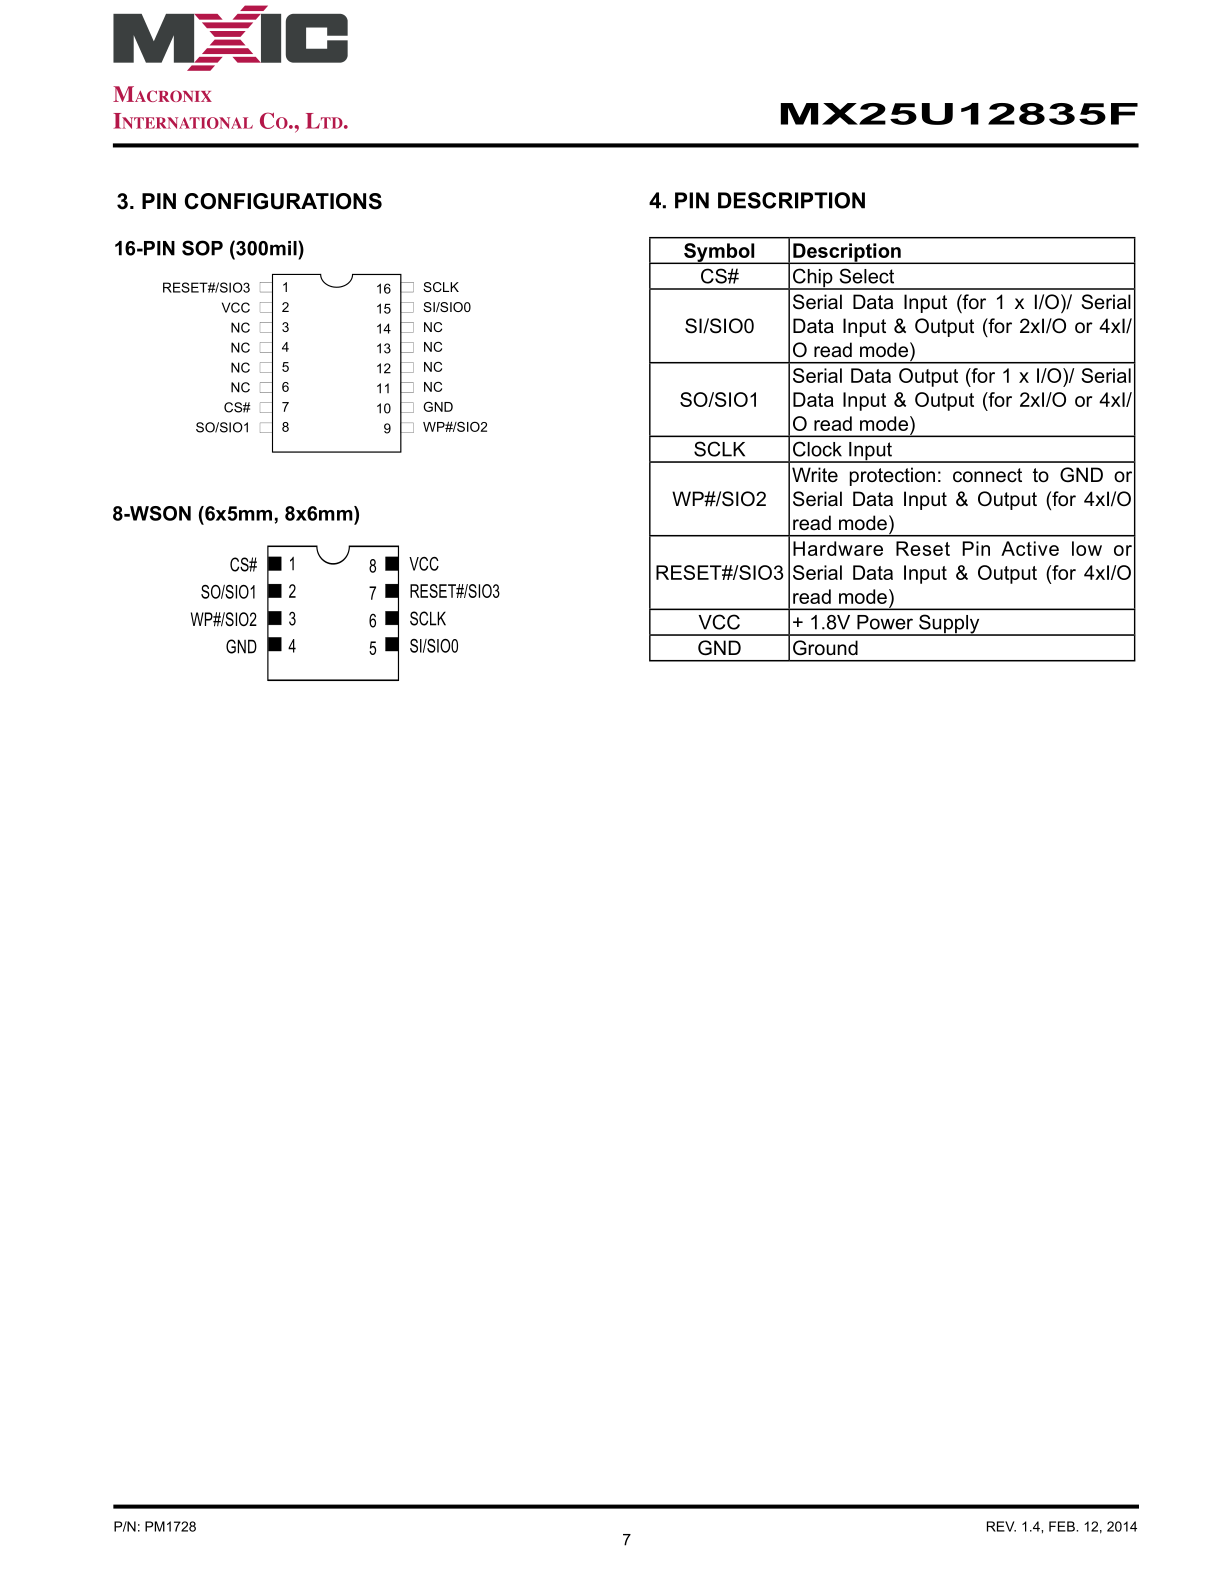 MXIC
MACRONIX
INTERNATIONAL CO., LTD.
MX25U12835F
3. PIN CONFIGURATIONS
16-PIN SOP (300mil)
RESET#/SIO3 1 16 SCLK
VCC 2 15 SI/SIO0
NC 3 14 NC
NC 4 13 NC
NC 5 12 NC
NC 6 11 NC
CS# 7 10 GND
SO/SIO1 8 9 WP#/SIO2
8-WSON (6x5mm, 8x6mm)
CS# 1 8 VCC
SO/SIO1 2 7 RESET#/SIO3
WP#/SIO2 3 6 SCLK
GND 4 5 SI/SIO0
4. PIN DESCRIPTION
Symbol Description
CS# Chip Select
SI/SIO0
Serial Data Input (for 1 x I/O)/ Serial
Data Input & Output (for 2xI/O or 4xI/
O read mode)
SO/SIO1
Serial Data Output (for 1 x I/O)/ Serial
Data Input & Output (for 2xI/O or 4xI/
O read mode)
SCLK Clock Input
WP#/SIO2
Write protection: connect to GND or
Serial Data Input & Output (for 4xI/O
read mode)
RESET#/SIO3
Hardware Reset Pin Active low or
Serial Data Input & Output (for 4xI/O
read mode)
VCC + 1.8V Power Supply
GND Ground
P/N: PM1728
7
REV. 1.4, FEB. 12, 2014